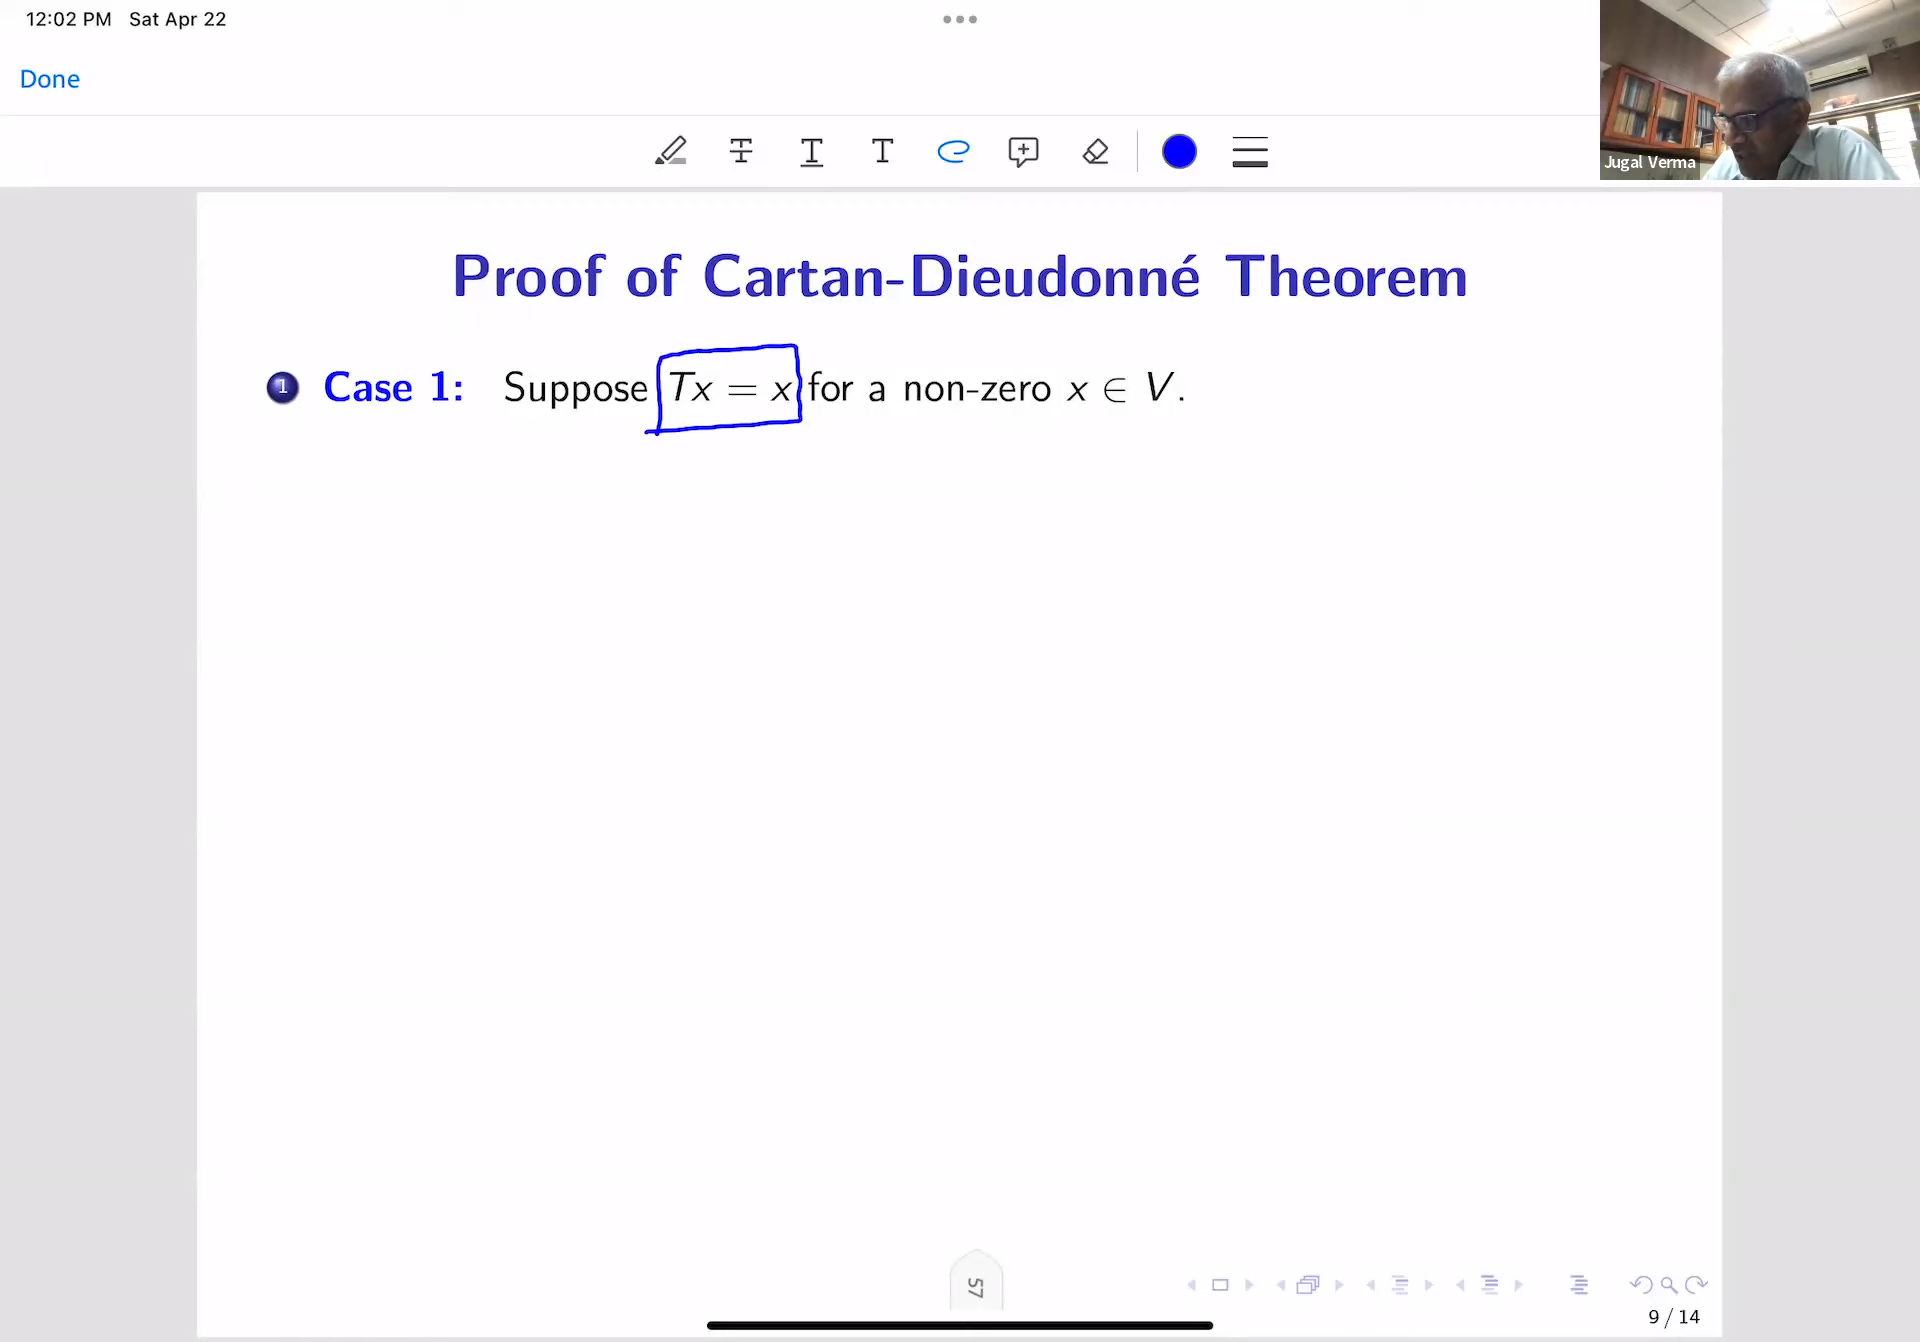 12:02 PM Sat Apr 22
Done
Jugal Verma
Proof of Cartan-Dieudonné Theorem
1 Case 1: Suppose Tx = x for a non-zero x ∈ V.
57
9 / 14